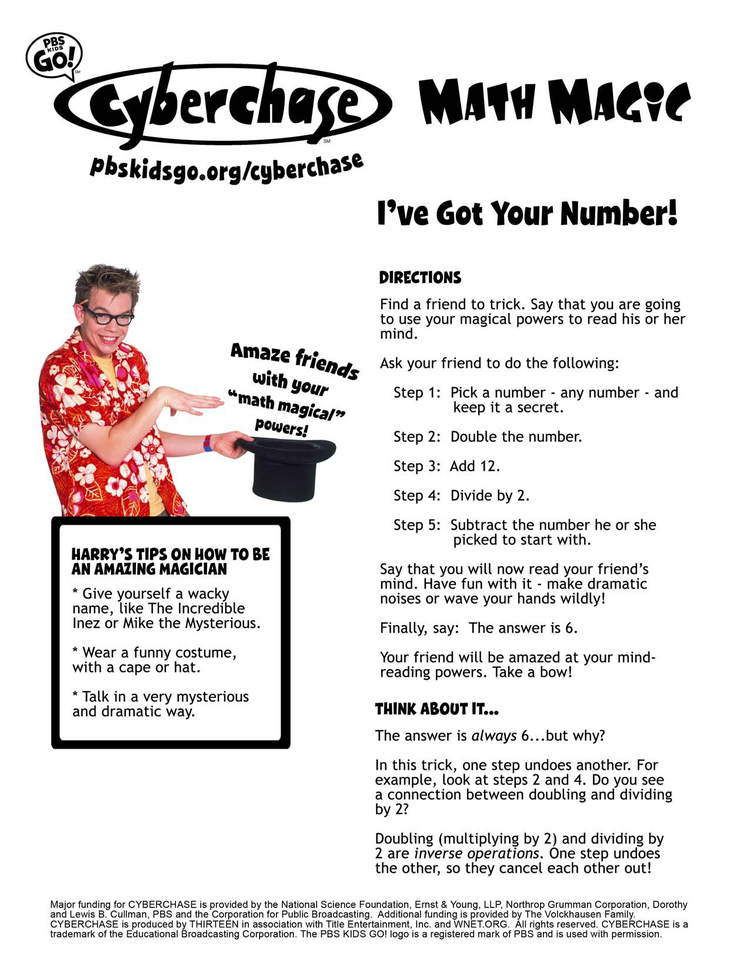 PBS
KIDS
GO!
SM
Cyberchase
SM
MATH MAGIC
pbskidsgo.org/cyberchase
I've Got Your Number!
Amaze friends
with your
"math magical"
powers!
HARRY'S TIPS ON HOW TO BE
AN AMAZING MAGICIAN
* Give yourself a wacky
name, like The Incredible
Inez or Mike the Mysterious.
* Wear a funny costume,
with a cape or hat.
* Talk in a very mysterious
and dramatic way.
DIRECTIONS
Find a friend to trick. Say that you are going
to use your magical powers to read his or her
mind.
Ask your friend to do the following:
Step 1: Pick a number - any number - and
keep it a secret.
Step 2: Double the number.
Step 3: Add 12.
Step 4: Divide by 2.
Step 5: Subtract the number he or she
picked to start with.
Say that you will now read your friend's
mind. Have fun with it - make dramatic
noises or wave your hands wildly!
Finally, say: The answer is 6.
Your friend will be amazed at your mind-
reading powers. Take a bow!
THINK ABOUT IT...
The answer is always 6...but why?
In this trick, one step undoes another. For
example, look at steps 2 and 4. Do you see
a connection between doubling and dividing
by 2?
Doubling (multiplying by 2) and dividing by
2 are inverse operations. One step undoes
the other, so they cancel each other out!
Major funding for CYBERCHASE is provided by the National Science Foundation, Ernst & Young, LLP, Northrop Grumman Corporation, Dorothy
and Lewis B. Cullman, PBS and the Corporation for Public Broadcasting. Additional funding is provided by The Volckhausen Family.
CYBERCHASE is produced by THIRTEEN in association with Title Entertainment, Inc. and WNET.ORG. All rights reserved. CYBERCHASE is a
trademark of the Educational Broadcasting Corporation. The PBS KIDS GO! logo is a registered mark of PBS and is used with permission.